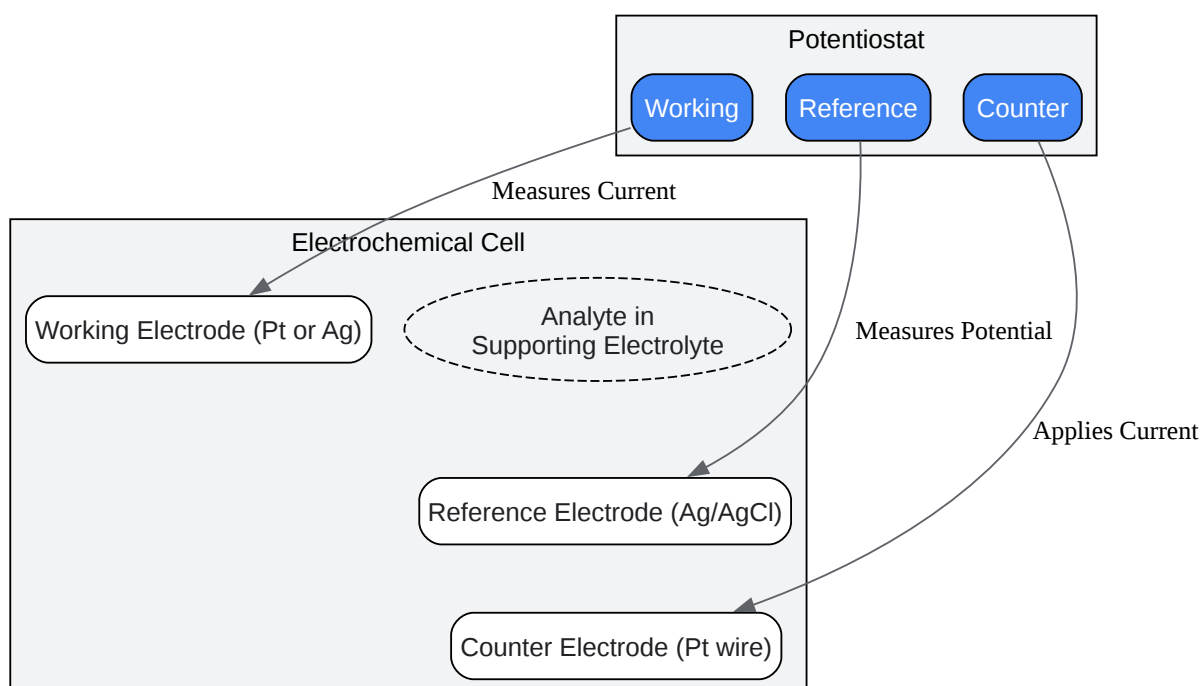 Potentiostat
Working
Reference
Counter
Measures Current
Electrochemical Cell
Working Electrode (Pt or Ag)
Analyte in
Supporting Electrolyte
Measures Potential
Applies Current
Reference Electrode (Ag/AgCl)
Counter Electrode (Pt wire)